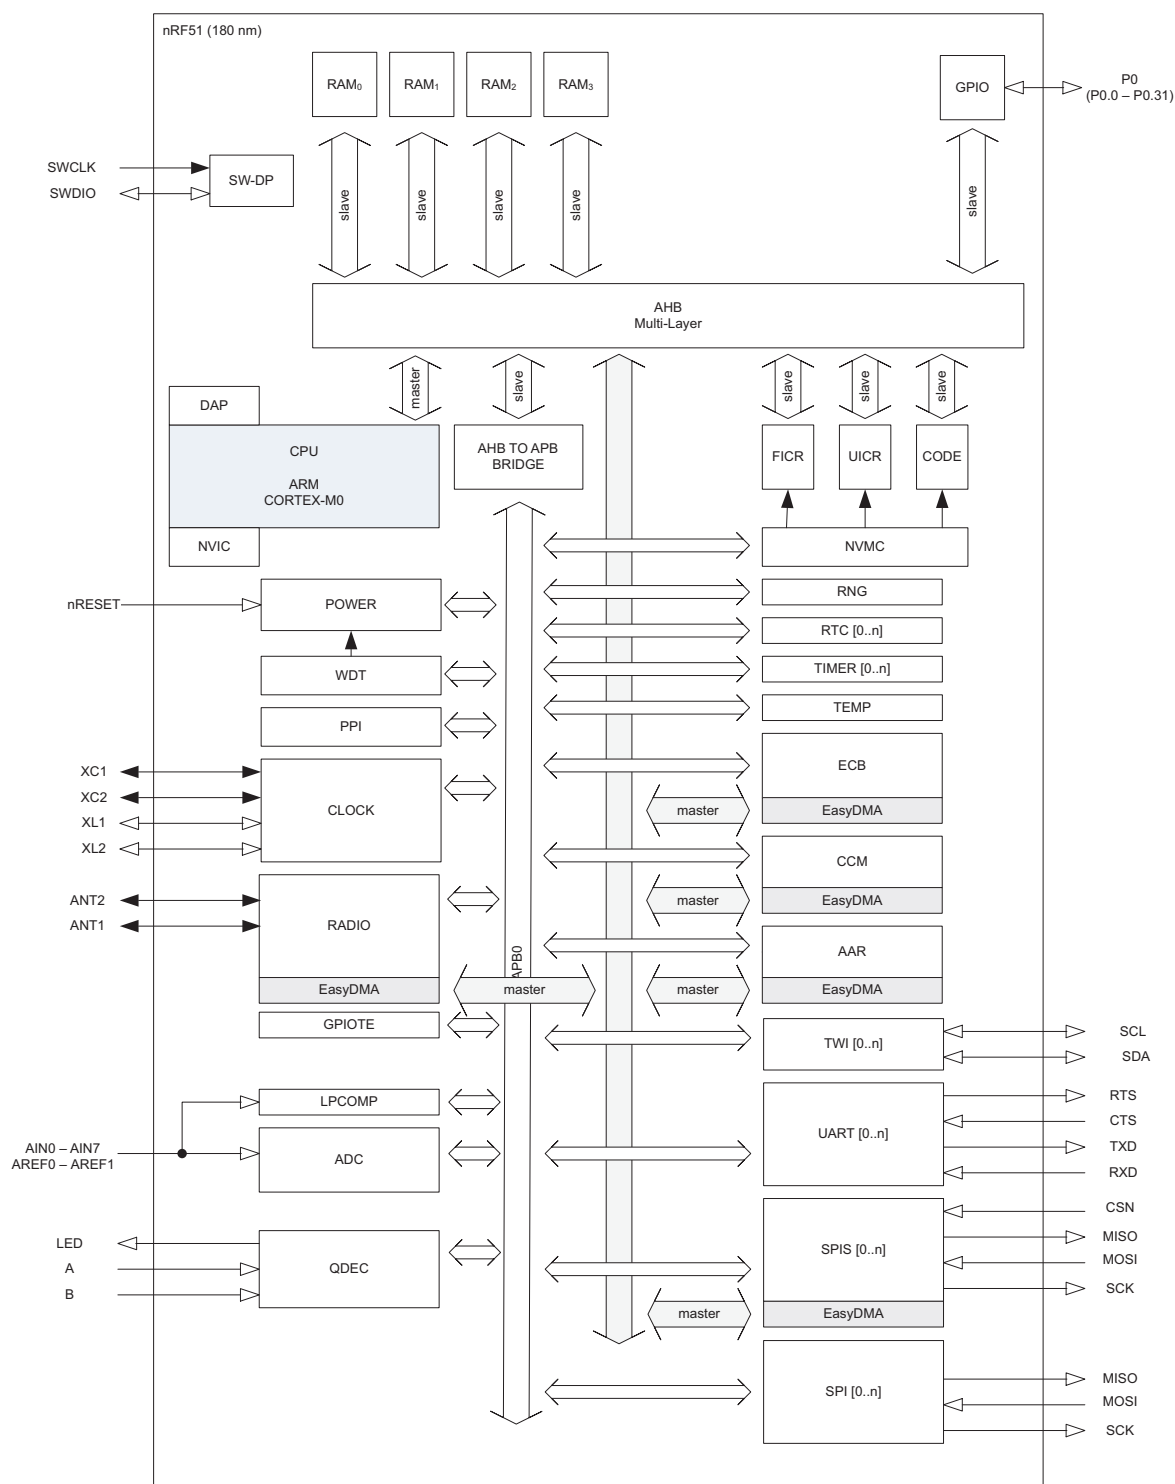 nRF51 (180 nm)
RAM0
RAM1
RAM2
RAM3
GPIO
P0
(P0.0 – P0.31)
SWCLK
SWDIO
SW-DP
slave
slave
slave
slave
slave
AHB
Multi-Layer
master
slave
slave
slave
slave
DAP
CPU
ARM
CORTEX-M0
NVIC
AHB TO APB
BRIDGE
FICR
UICR
CODE
NVMC
nRESET
POWER
RNG
RTC [0..n]
WDT
TIMER [0..n]
PPI
TEMP
XC1
XC2
XL1
XL2
CLOCK
ECB
master
EasyDMA
CCM
master
EasyDMA
ANT2
ANT1
RADIO
EasyDMA
APB0
master
AAR
master
EasyDMA
GPIOTE
TWI [0..n]
SCL
SDA
LPCOMP
AIN0 – AIN7
AREF0 – AREF1
ADC
UART [0..n]
RTS
CTS
TXD
RXD
LED
A
B
QDEC
SPIS [0..n]
CSN
MISO
MOSI
SCK
master
EasyDMA
SPI [0..n]
MISO
MOSI
SCK